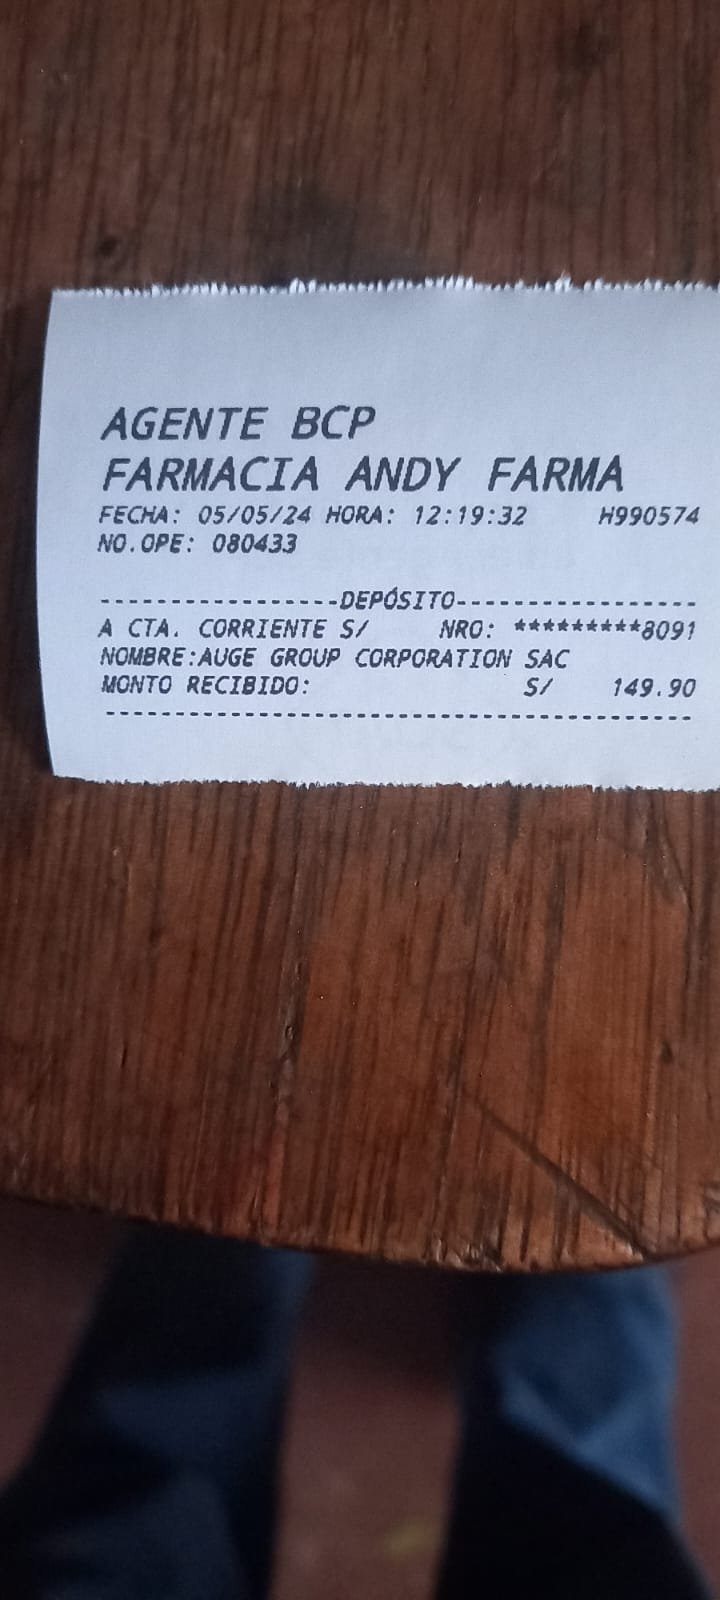 AGENTE BCP
FARMACIA ANDY FARMA
FECHA: 05/05/24 HORA: 12:19:32 H990574
NO.OPE: 080433
-----------------DEPÓSITO-----------------
A CTA. CORRIENTE S/ NRO: *********8091
NOMBRE:AUGE GROUP CORPORATION SAC
MONTO RECIBIDO: S/ 149.90
------------------------------------------